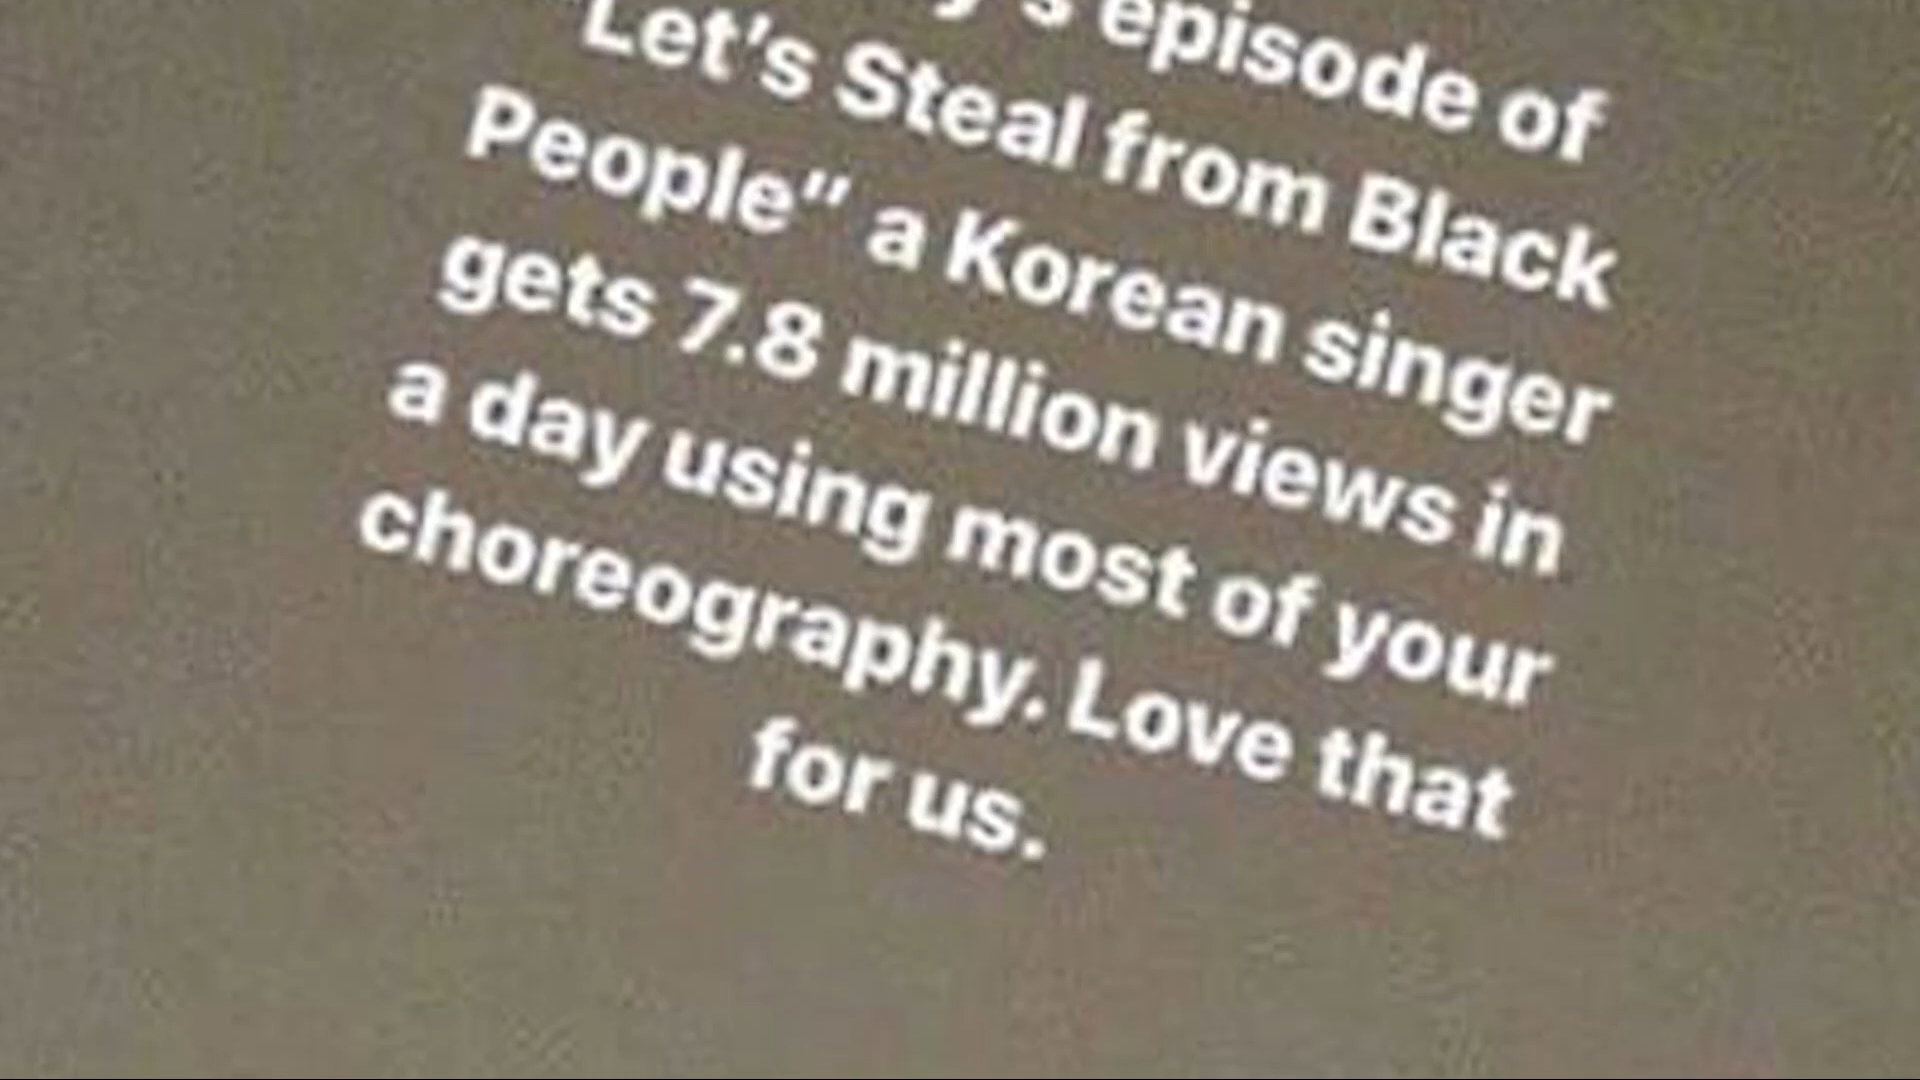 's episode of
"Let's Steal from Black
People" a Korean singer
gets 7.8 million views in
a day using most of your
choreography. Love that
for us.